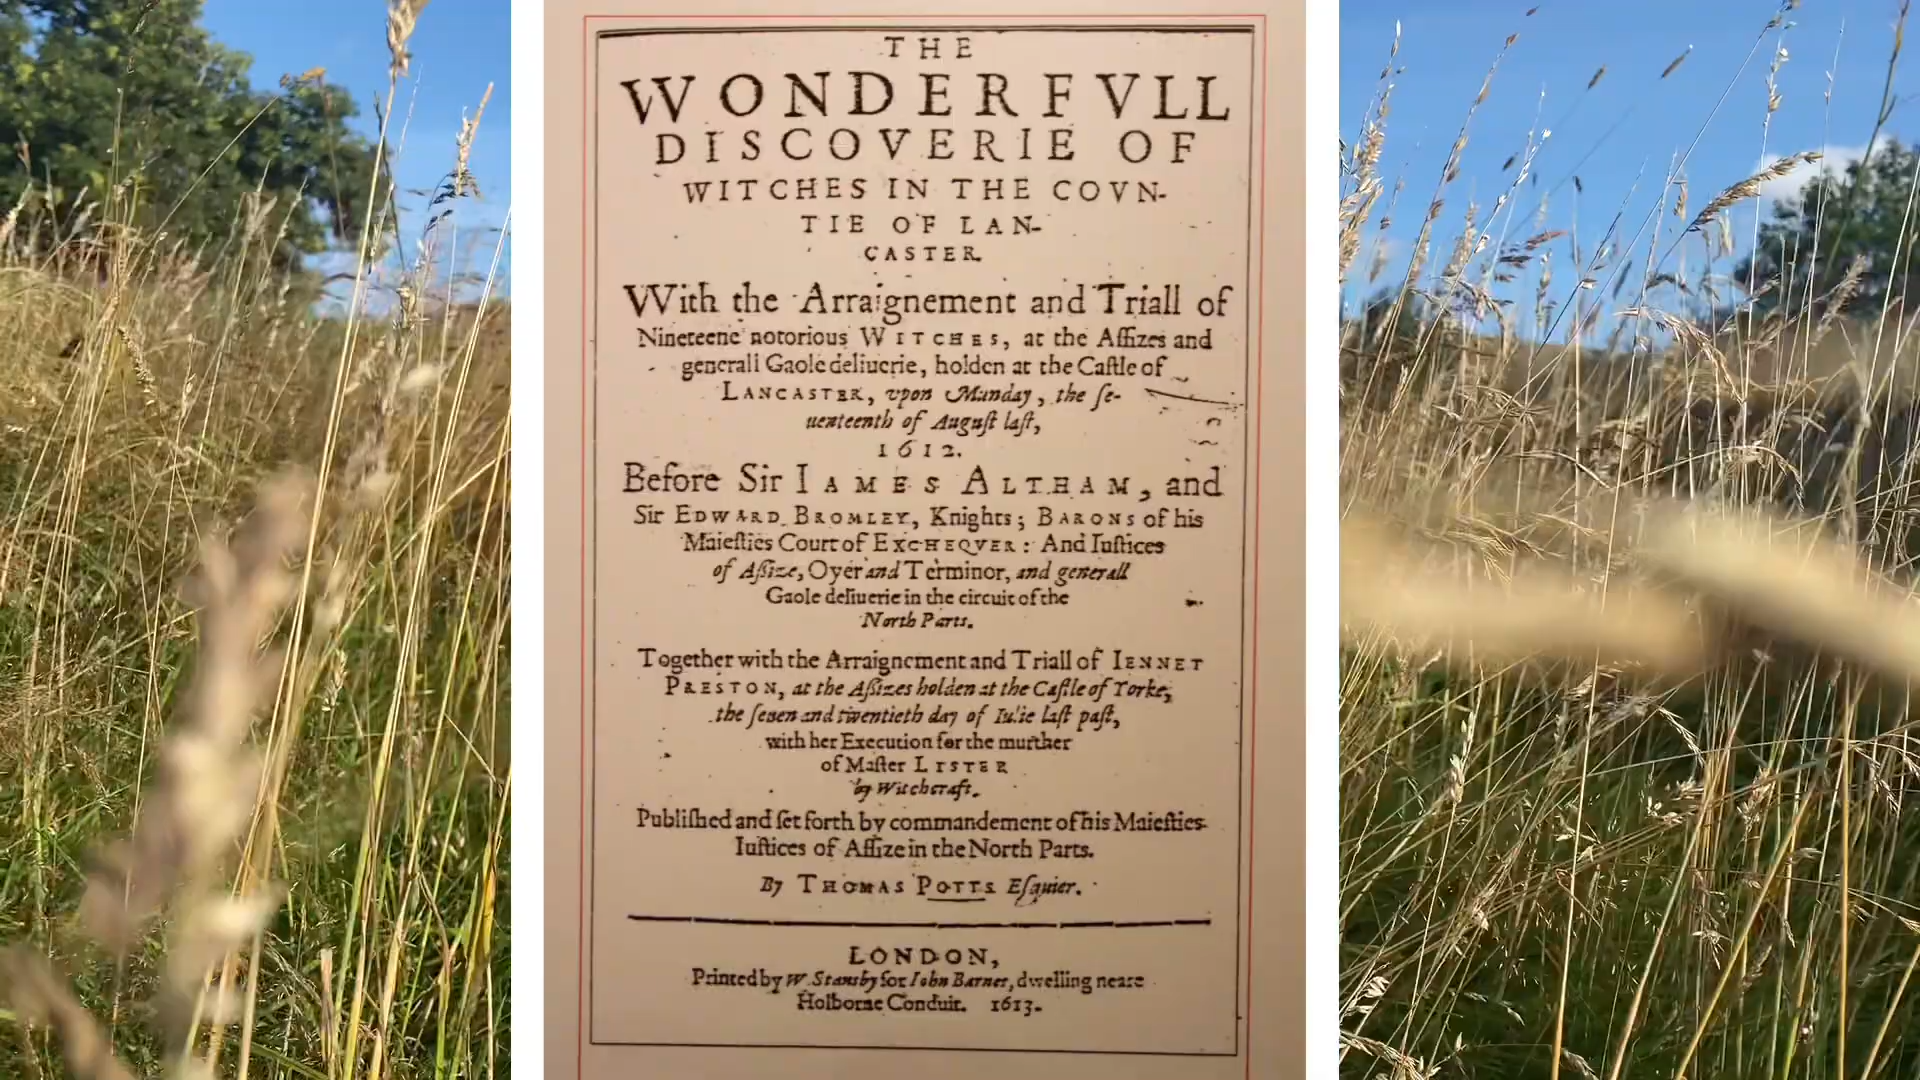 THE
WONDERFVLL
DISCOVERIE OF
WITCHES IN THE COVN-
TIE OF LAN-
CASTER.
With the Arraignement and Triall of
Nineteene notorious WITCHES, at the Aſſizes and
generall Gaole deliuerie, holden at the Caſtle of
LANCASTER, vpon Munday, the ſe-
uenteenth of Auguſt laſt,
1612.
Before Sir IAMES ALTHAM, and
Sir EDWARD BROMLEY, Knights; BARONS of his
Maieſties Court of EXCHEQVER: And Iuſtices
of Aſsize, Oyer and Terminor, and generall
Gaole deliuerie in the circuit of the
North Parts.
Together with the Arraignement and Triall of IENNET
PRESTON, at the Aſsizes holden at the Caſtle of Yorke,
the ſeuen and twentieth day of Iulie laſt paſt,
with her Execution for the murther
of Maſter LISTER
by Witchcraft.
Publiſhed and ſet forth by commandement of his Maieſties
Iuſtices of Aſſize in the North Parts.
By THOMAS POTTS Eſquier.
LONDON,
Printed by W. Stansby for Iohn Barnes, dwelling neare
Holborne Conduit. 1613.